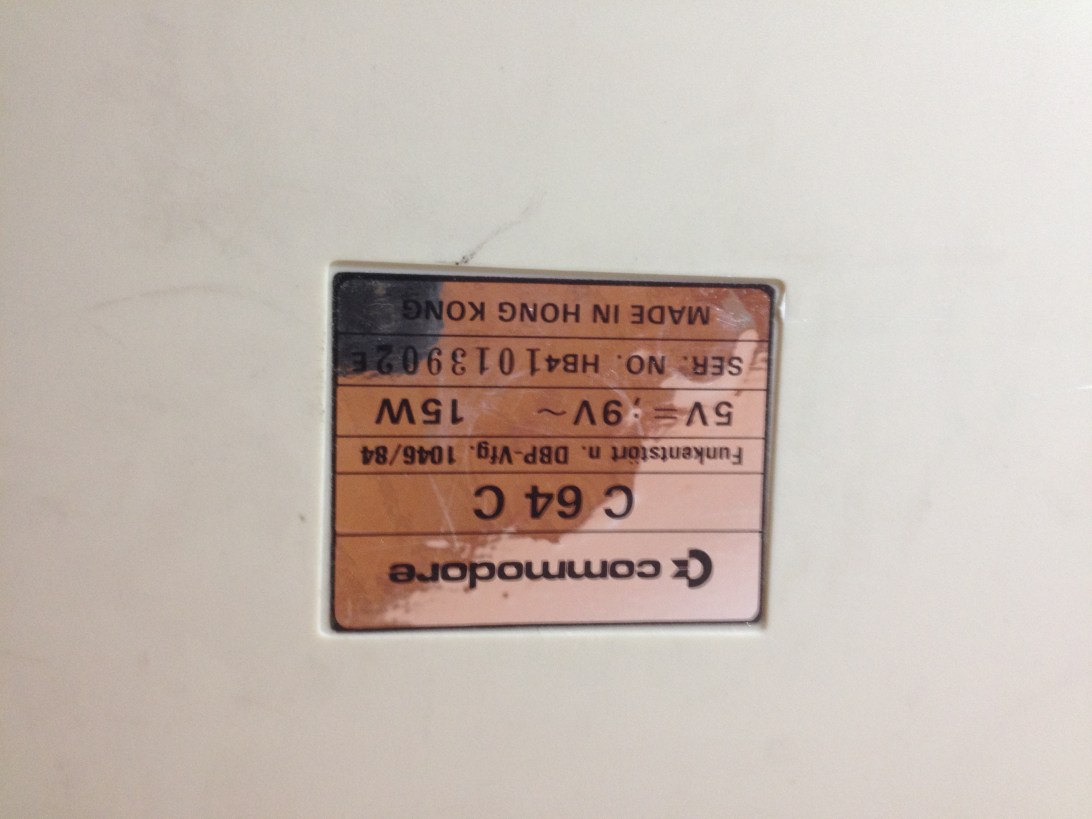 commodore
C 64 C
Funkentstört n. DBP-Vfg. 1046/84
5V ⎓; 9V ~ 15W
SER. NO. HB41013902E
MADE IN HONG KONG